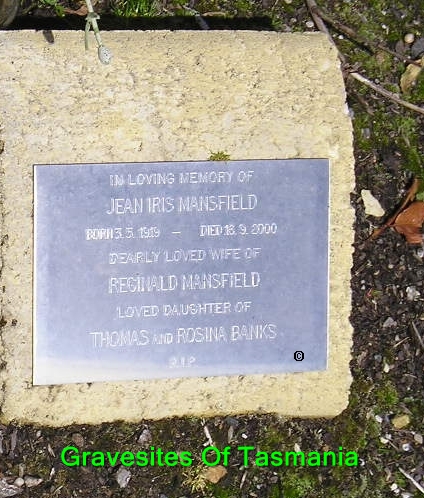 IN LOVING MEMORY OF
JEAN IRIS MANSFIELD
BORN 3.5.1919 — DIED 18.9.2000
DEARLY LOVED WIFE OF
REGINALD MANSFIELD
LOVED DAUGHTER OF
THOMAS AND ROSINA BANKS
R.I.P.
©
Gravesites Of Tasmania